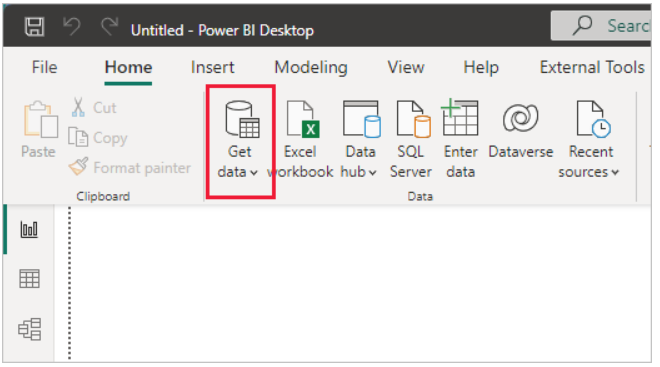 Untitled - Power BI Desktop
Searc
File Home Insert Modeling View Help External Tools
Cut
Copy
Format painter
Paste
Get data
Excel workbook
Data hub
SQL Server
Enter data
Dataverse
Recent sources
Clipboard
Data